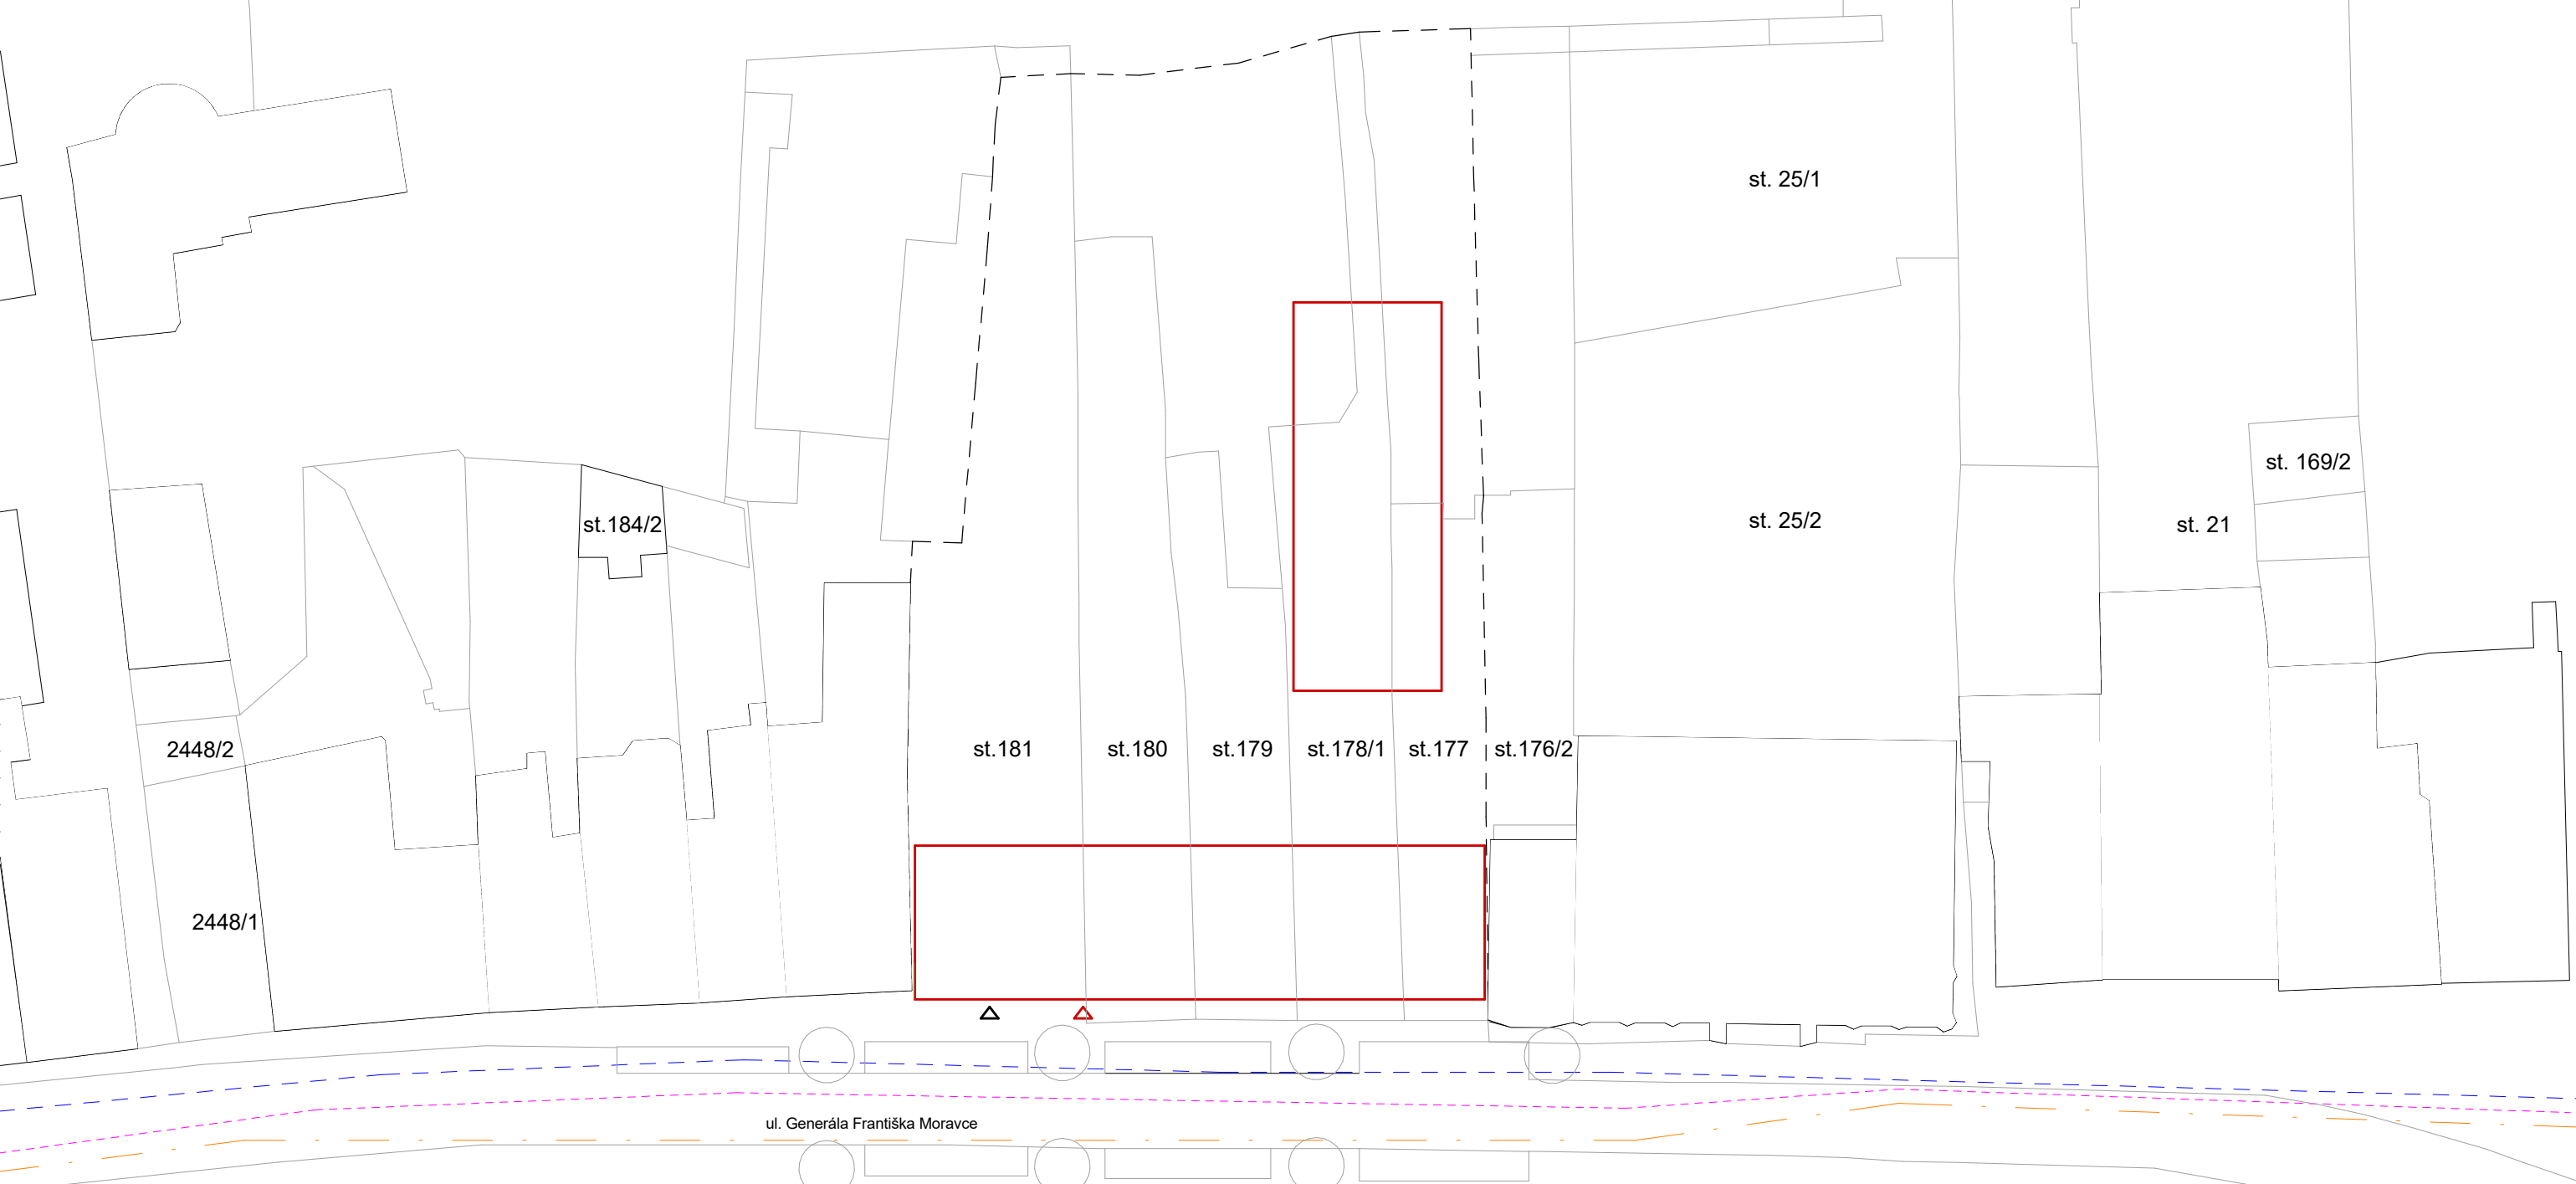 st. 25/1
st. 169/2
st. 25/2
st.184/2
st. 21
2448/2
st.181
st.180
st.179
st.178/1
st.177
st.176/2
2448/1
ul. Generála Františka Moravce